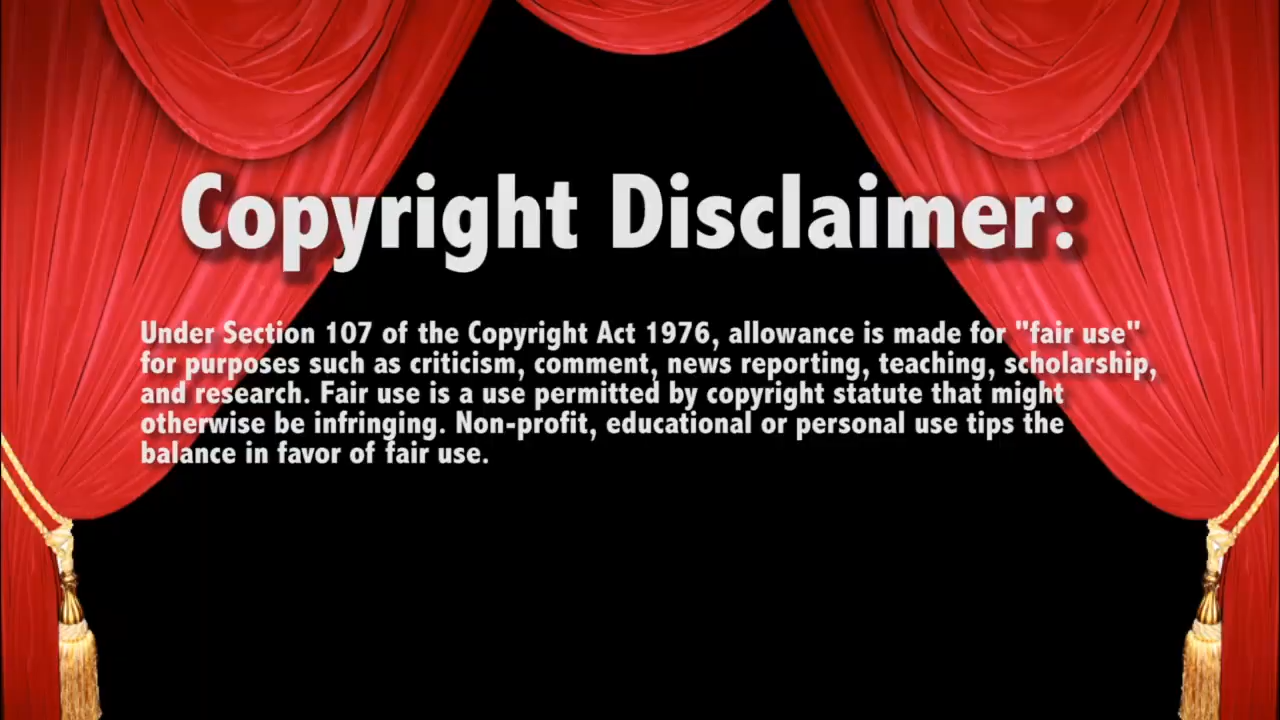 Copyright Disclaimer:
Under Section 107 of the Copyright Act 1976, allowance is made for "fair use"
for purposes such as criticism, comment, news reporting, teaching, scholarship,
and research. Fair use is a use permitted by copyright statute that might
otherwise be infringing. Non-profit, educational or personal use tips the
balance in favor of fair use.